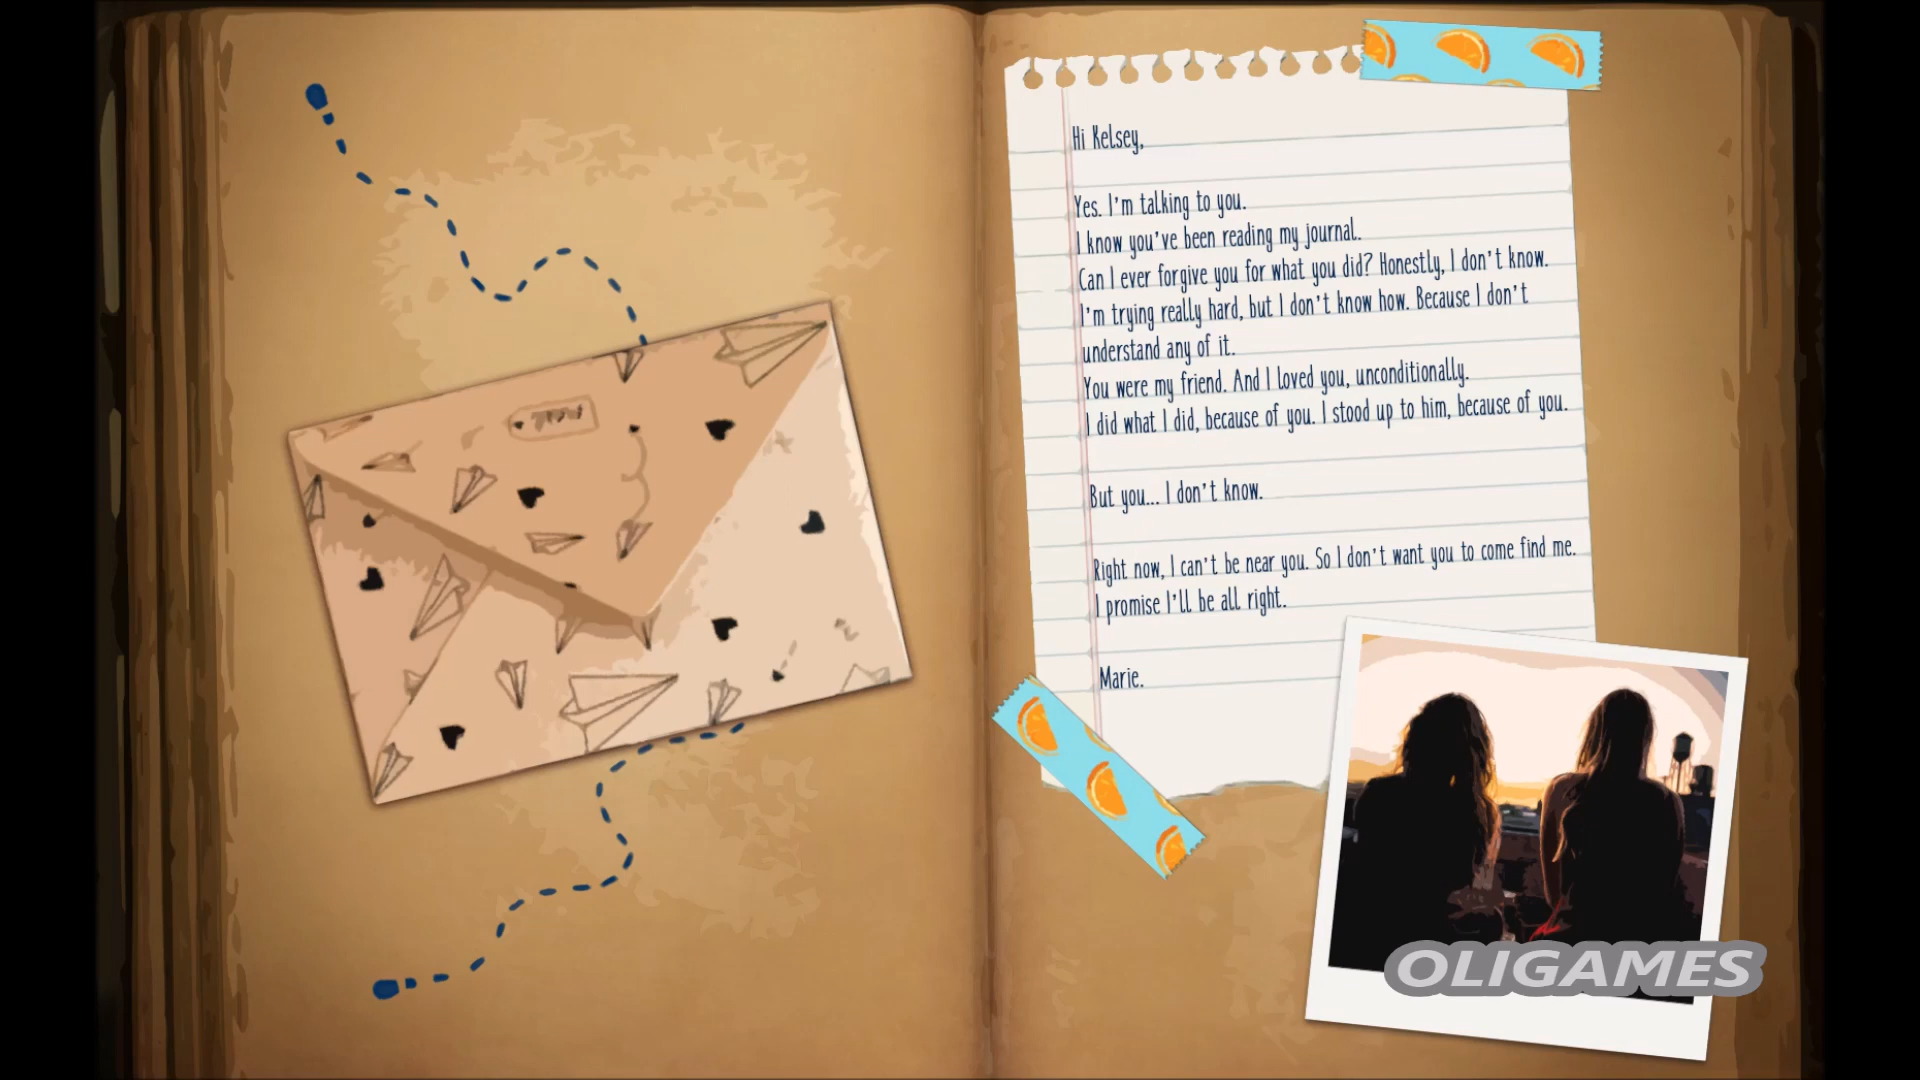 Hi Kelsey,
Yes. I'm talking to you.
I know you've been reading my journal.
Can I ever forgive you for what you did? Honestly, I don't know.
I'm trying really hard, but I don't know how. Because I don't
understand any of it.
You were my friend. And I loved you, unconditionally.
I did what I did, because of you. I stood up to him, because of you.
But you... I don't know.
Right now, I can't be near you. So I don't want you to come find me.
I promise I'll be all right.
Marie.
OLIGAMES